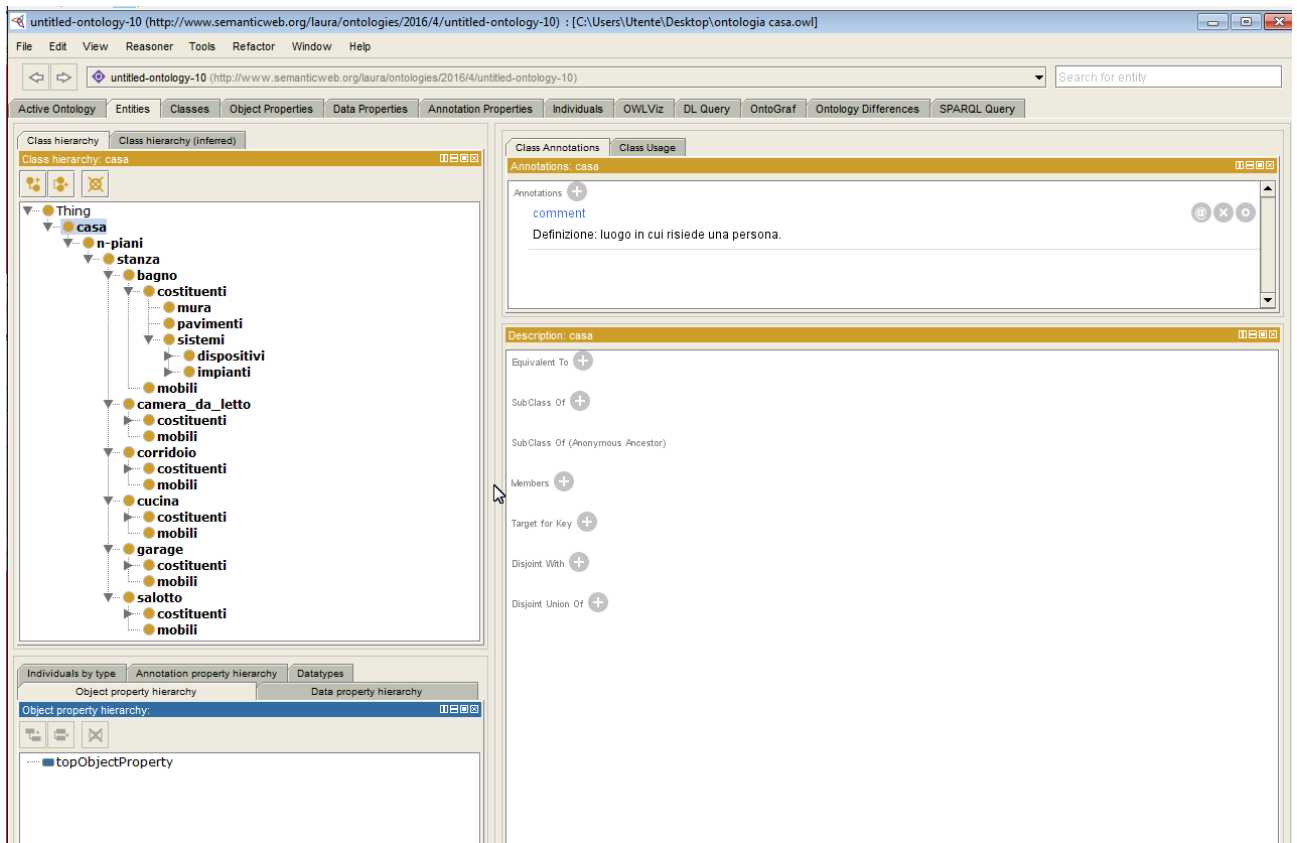 untitled-ontology-10 (http://www.semanticweb.org/laura/ontologies/2016/4/untitled-ontology-10) : [C:\Users\Utente\Desktop\ontologia casa.owl]
File Edit View Reasoner Tools Refactor Window Help
untitled-ontology-10 (http://www.semanticweb.org/laura/ontologies/2016/4/untitled-ontology-10)
Search for entity
Active Ontology Entities Classes Object Properties Data Properties Annotation Properties Individuals OWLViz DL Query OntoGraf Ontology Differences SPARQL Query
Class hierarchy Class hierarchy (inferred)
Class hierarchy: casa
Thing
casa
n-piani
stanza
bagno
costituenti
mura
pavimenti
sistemi
dispositivi
impianti
mobili
camera_da_letto
costituenti
mobili
corridoio
costituenti
mobili
cucina
costituenti
mobili
garage
costituenti
mobili
salotto
costituenti
mobili
Individuals by type Annotation property hierarchy Datatypes
Object property hierarchy Data property hierarchy
Object property hierarchy:
topObjectProperty
Class Annotations Class Usage
Annotations: casa
Annotations
comment
Definizione: luogo in cui risiede una persona.
Description: casa
Equivalent To
SubClass Of
SubClass Of (Anonymous Ancestor)
Members
Target for Key
Disjoint With
Disjoint Union Of